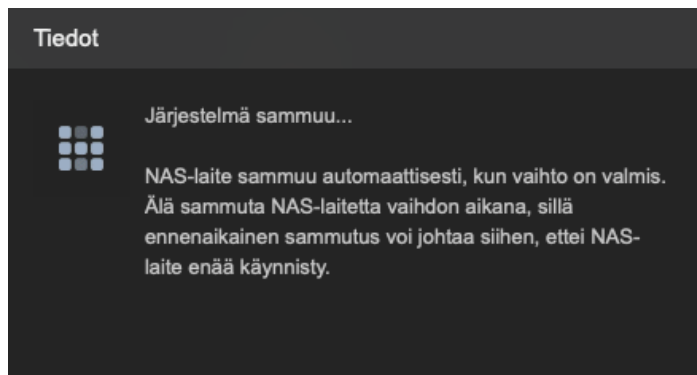 Tiedot
Järjestelmä sammuu...
NAS-laite sammuu automaattisesti, kun vaihto on valmis.
Älä sammuta NAS-laitetta vaihdon aikana, sillä
ennenaikainen sammutus voi johtaa siihen, ettei NAS-
laite enää käynnisty.